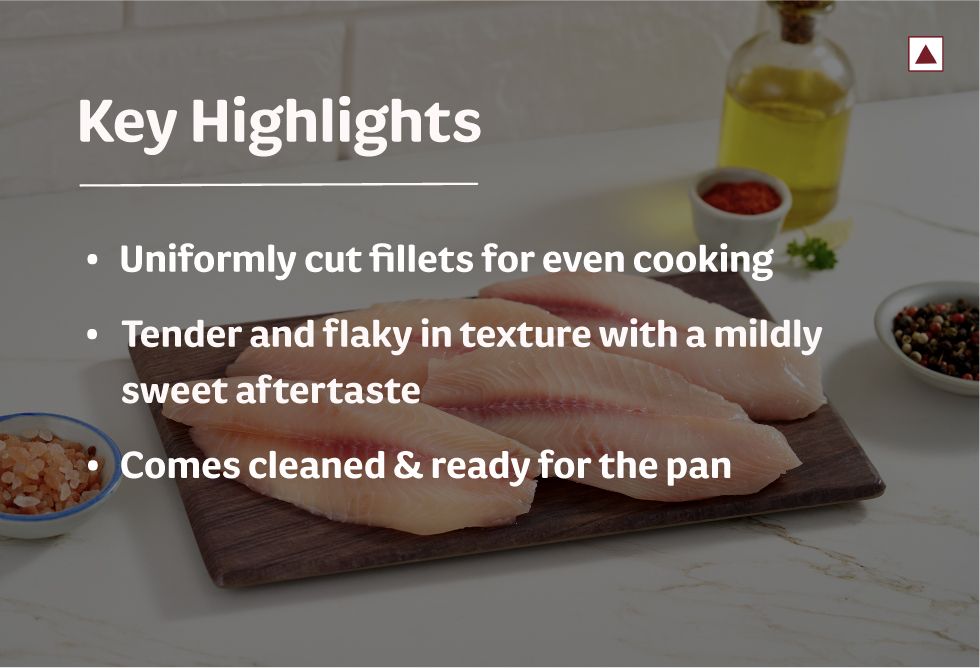 Key Highlights
• Uniformly cut fillets for even cooking
• Tender and flaky in texture with a mildly
sweet aftertaste
• Comes cleaned & ready for the pan